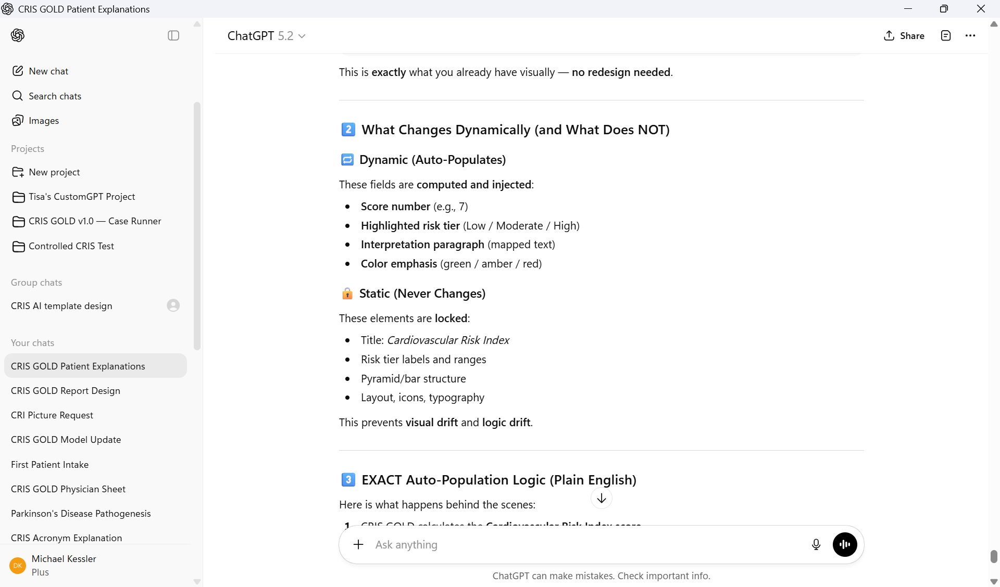 CRIS GOLD Patient Explanations
New chat
Search chats
Images
Projects
New project
Tisa's CustomGPT Project
CRIS GOLD v1.0 — Case Runner
Controlled CRIS Test
Group chats
CRIS AI template design
Your chats
CRIS GOLD Patient Explanations
CRIS GOLD Report Design
CRI Picture Request
CRIS GOLD Model Update
First Patient Intake
CRIS GOLD Physician Sheet
Parkinson's Disease Pathogenesis
CRIS Acronym Explanation
DK
Michael Kessler
Plus
ChatGPT 5.2
Share
This is exactly what you already have visually — no redesign needed.
2 What Changes Dynamically (and What Does NOT)
Dynamic (Auto-Populates)
These fields are computed and injected:
• Score number (e.g., 7)
• Highlighted risk tier (Low / Moderate / High)
• Interpretation paragraph (mapped text)
• Color emphasis (green / amber / red)
Static (Never Changes)
These elements are locked:
• Title: Cardiovascular Risk Index
• Risk tier labels and ranges
• Pyramid/bar structure
• Layout, icons, typography
This prevents visual drift and logic drift.
3 EXACT Auto-Population Logic (Plain English)
Here is what happens behind the scenes:
1. CRIS GOLD calculates the Cardiovascular Risk Index score
Ask anything
ChatGPT can make mistakes. Check important info.